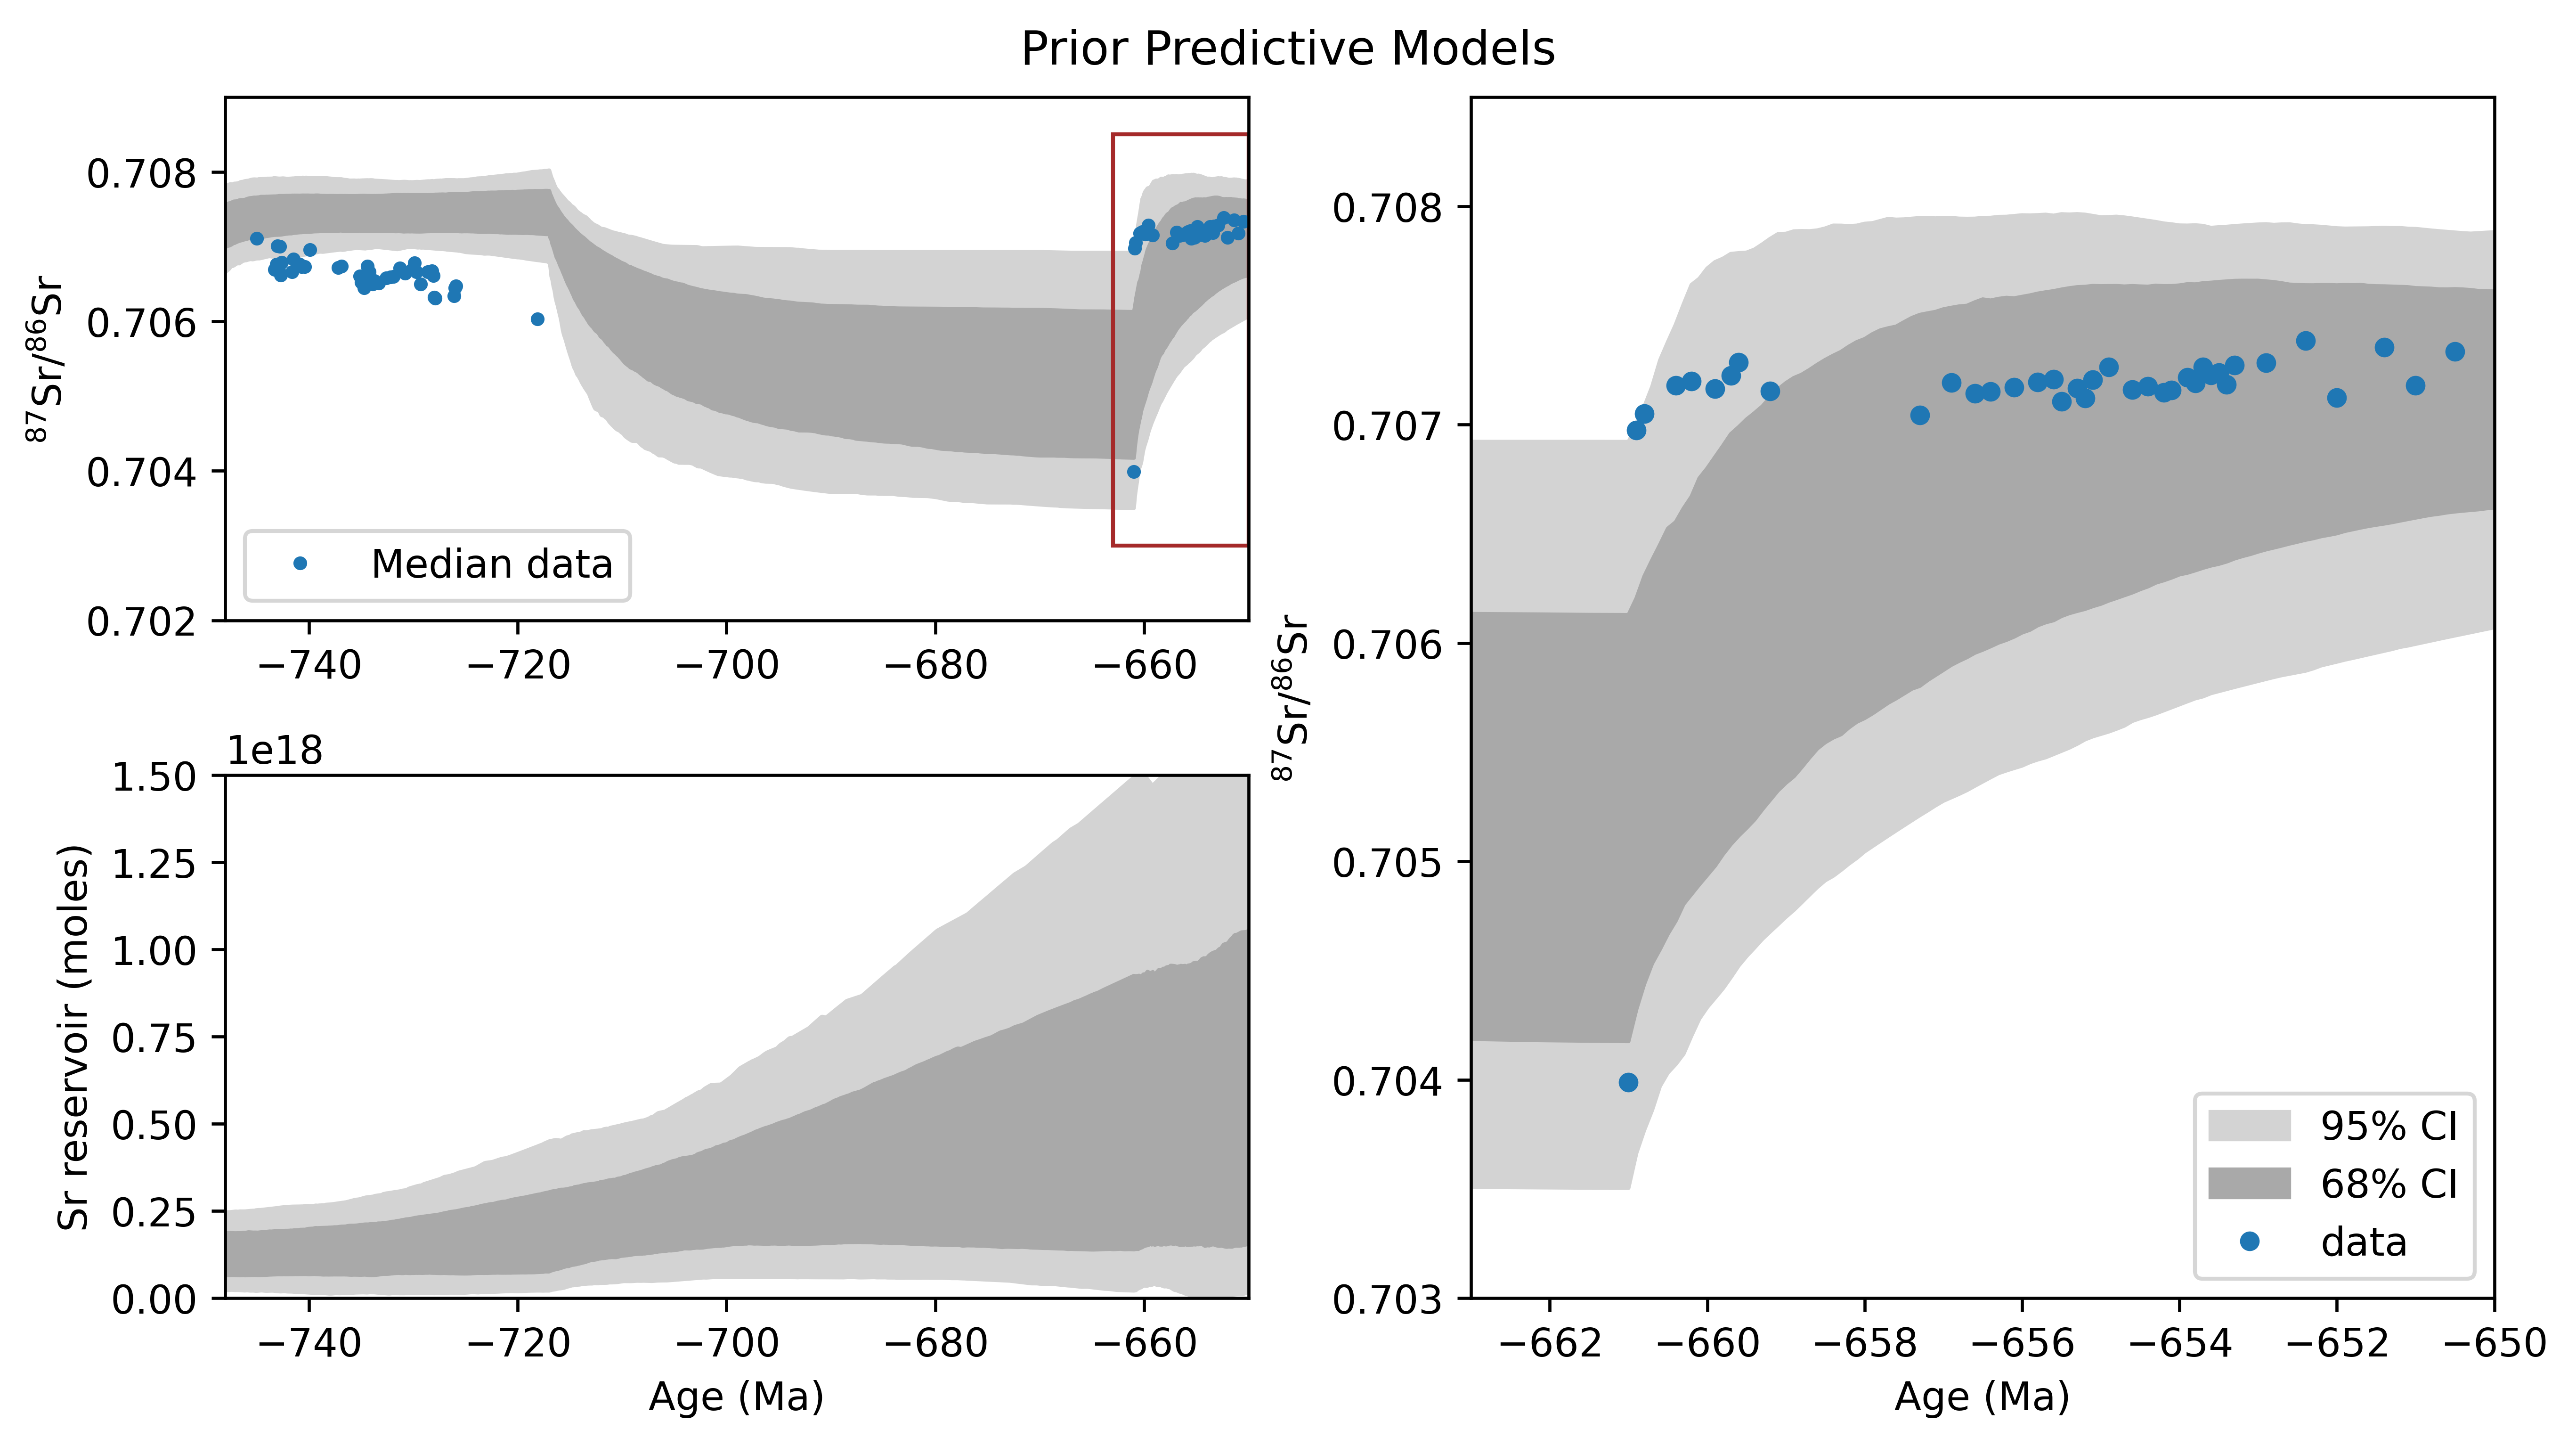 Prior Predictive Models
0.708
0.706
0.704
0.702
⁸⁷Sr/⁸⁶Sr
Median data
−740 −720 −700 −680 −660
1e18
1.50
1.25
1.00
0.75
0.50
0.25
0.00
Sr reservoir (moles)
−740 −720 −700 −680 −660
Age (Ma)
0.708
0.707
0.706
0.705
0.704
0.703
⁸⁷Sr/⁸⁶Sr
95% CI
68% CI
data
−662 −660 −658 −656 −654 −652 −650
Age (Ma)